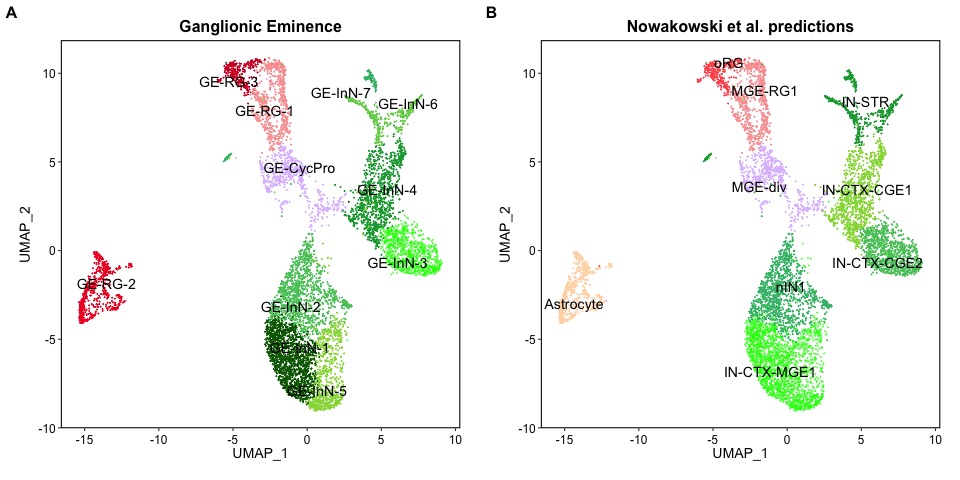 A
Ganglionic Eminence
10
5
0
-5
-10
UMAP_2
GE-RG-3
GE-RG-1
GE-InN-7
GE-InN-6
GE-CycPro
GE-InN-4
GE-InN-3
GE-RG-2
GE-InN-2
GE-InN-1
GE-InN-5
-15
-10
-5
0
5
10
UMAP_1
B
Nowakowski et al. predictions
10
5
0
-5
-10
UMAP_2
oRG
MGE-RG1
IN-STR
MGE-div
IN-CTX-CGE1
IN-CTX-CGE2
Astrocyte
nIN1
IN-CTX-MGE1
-15
-10
-5
0
5
10
UMAP_1